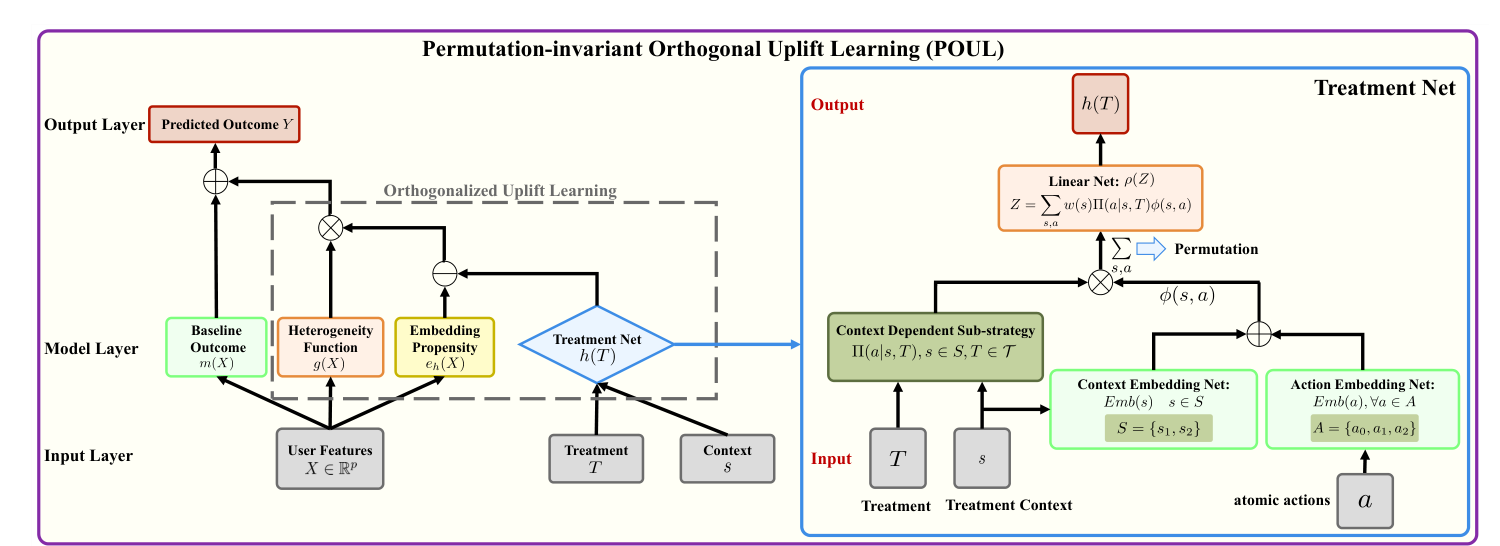 Permutation-invariant Orthogonal Uplift Learning (POUL)
Output Layer
Predicted Outcome Y
Orthogonalized Uplift Learning
Model Layer
Baseline
Outcome
m(X)
Heterogeneity
Function
g(X)
Embedding
Propensity
e_h(X)
Treatment Net
h(T)
Input Layer
User Features
X ∈ ℝ^p
Treatment
T
Context
s
Treatment Net
Output
h(T)
Linear Net: ρ(Z)
Z = ∑_{s,a} w(s)Π(a|s, T)ϕ(s, a)
∑_{s,a}
Permutation
ϕ(s, a)
Context Dependent Sub-strategy
Π(a|s, T), s ∈ S, T ∈ 𝒯
Context Embedding Net:
Emb(s) s ∈ S
S = {s_1, s_2}
Action Embedding Net:
Emb(a), ∀a ∈ A
A = {a_0, a_1, a_2}
Input
T
s
Treatment
Treatment Context
atomic actions
a